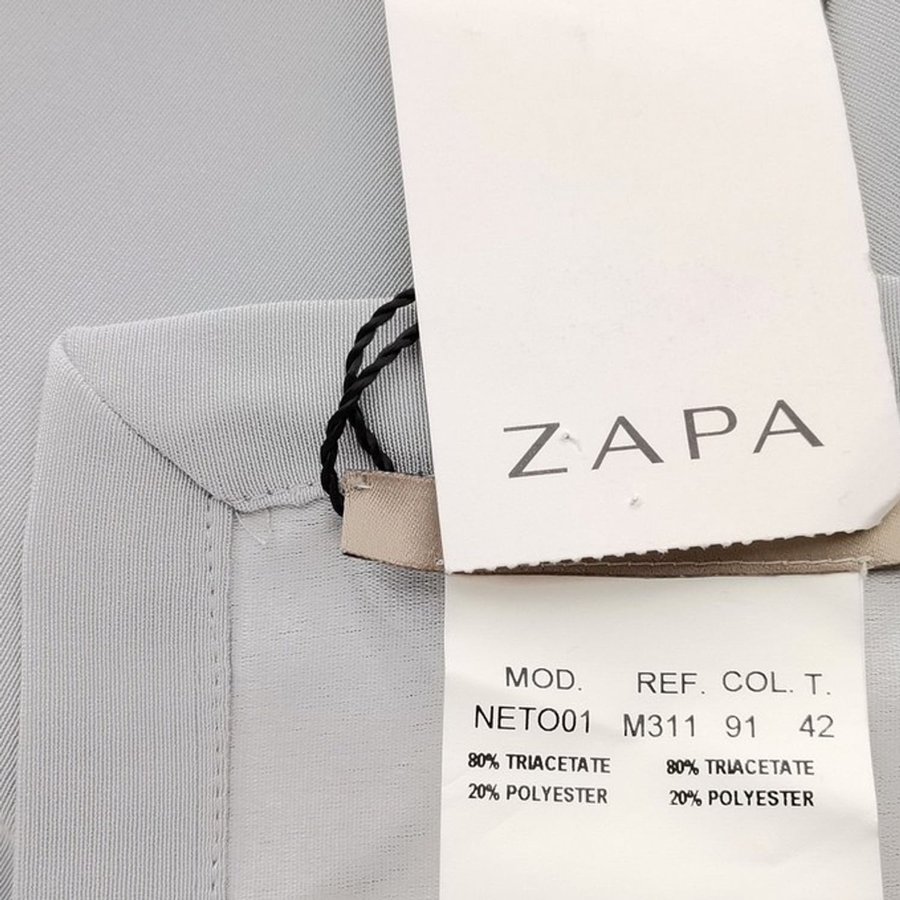 ZAPA
MOD. REF. COL. T.
NETO01 M311 91 42
80% TRIACETATE 80% TRIACETATE
20% POLYESTER 20% POLYESTER